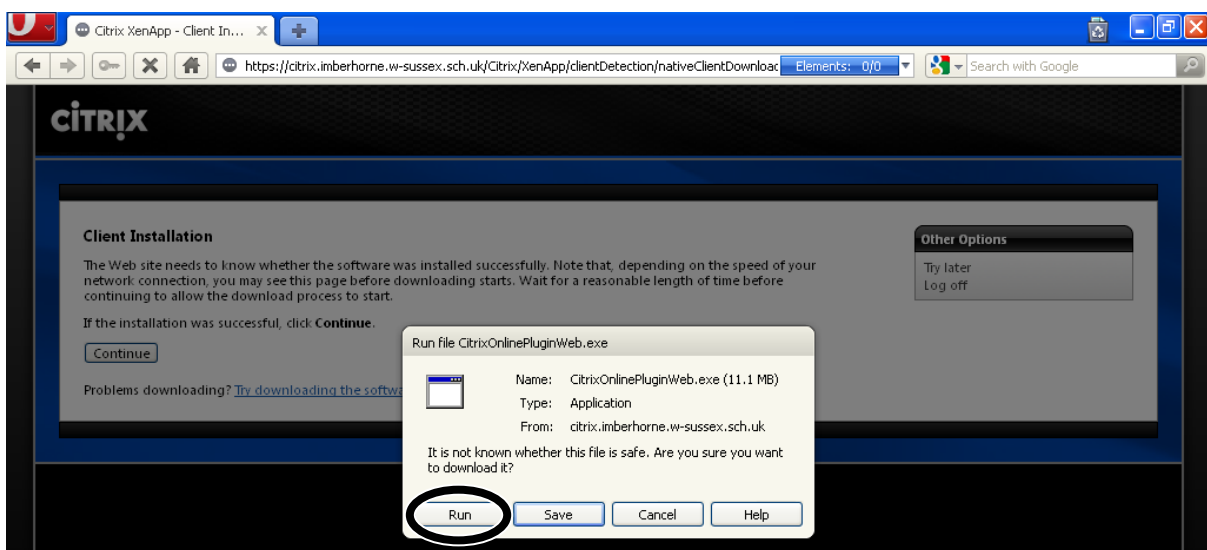 Citrix XenApp - Client In...
https://citrix.imberhorne.w-sussex.sch.uk/Citrix/XenApp/clientDetection/nativeClientDownloac
Elements: 0/0
Search with Google
CITRIX
Client Installation
The Web site needs to know whether the software was installed successfully. Note that, depending on the speed of your
network connection, you may see this page before downloading starts. Wait for a reasonable length of time before
continuing to allow the download process to start.
If the installation was successful, click Continue.
Continue
Problems downloading? Try downloading the softwa
Other Options
Try later
Log off
Run file CitrixOnlinePluginWeb.exe
Name: CitrixOnlinePluginWeb.exe (11.1 MB)
Type: Application
From: citrix.imberhorne.w-sussex.sch.uk
It is not known whether this file is safe. Are you sure you want
to download it?
Run Save Cancel Help